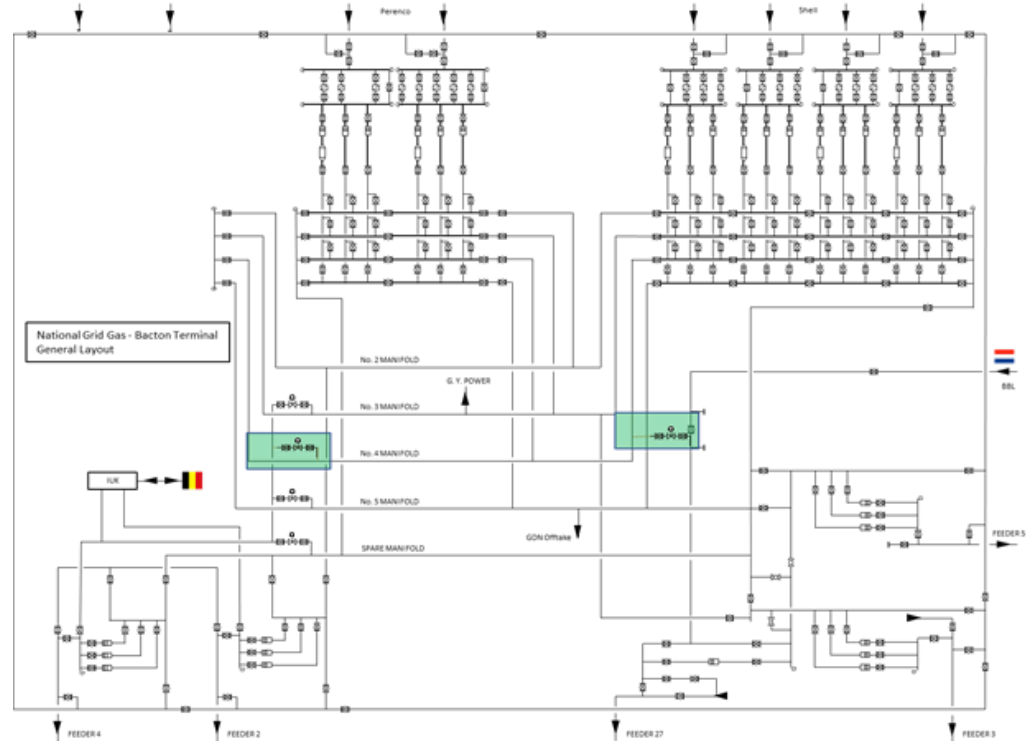 Perenco
Shell
National Grid Gas - Bacton Terminal
General Layout
No. 2 MANIFOLD
G. Y. POWER
BBL
No. 3 MANIFOLD
No. 4 MANIFOLD
IUK
No. 5 MANIFOLD
GDN Offtake
FEEDER 5
SPARE MANIFOLD
FEEDER 4
FEEDER 2
FEEDER 27
FEEDER 3